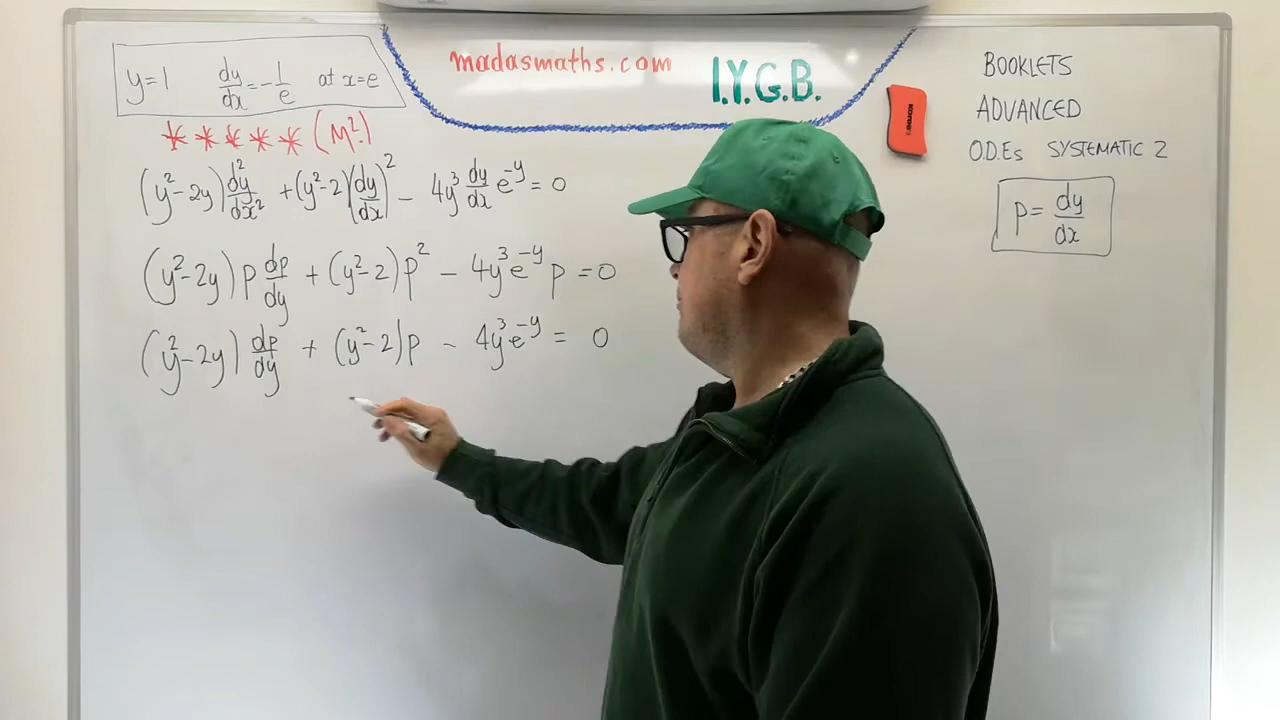 y=1 dy/dx = -1/e at x=e
***** (M²!)
(y²-2y) d²y/dx² + (y²-2)(dy/dx)² - 4y³ dy/dx e^-y = 0
(y²-2y) p dp/dy + (y²-2)p² - 4y³e^-y p = 0
(y²-2y) dp/dy + (y²-2)p - 4y³e^-y = 0
madasmaths.com
I.Y.G.B.
KORES
BOOKLETS
ADVANCED
O.D.Es SYSTEMATIC 2
p = dy/dx